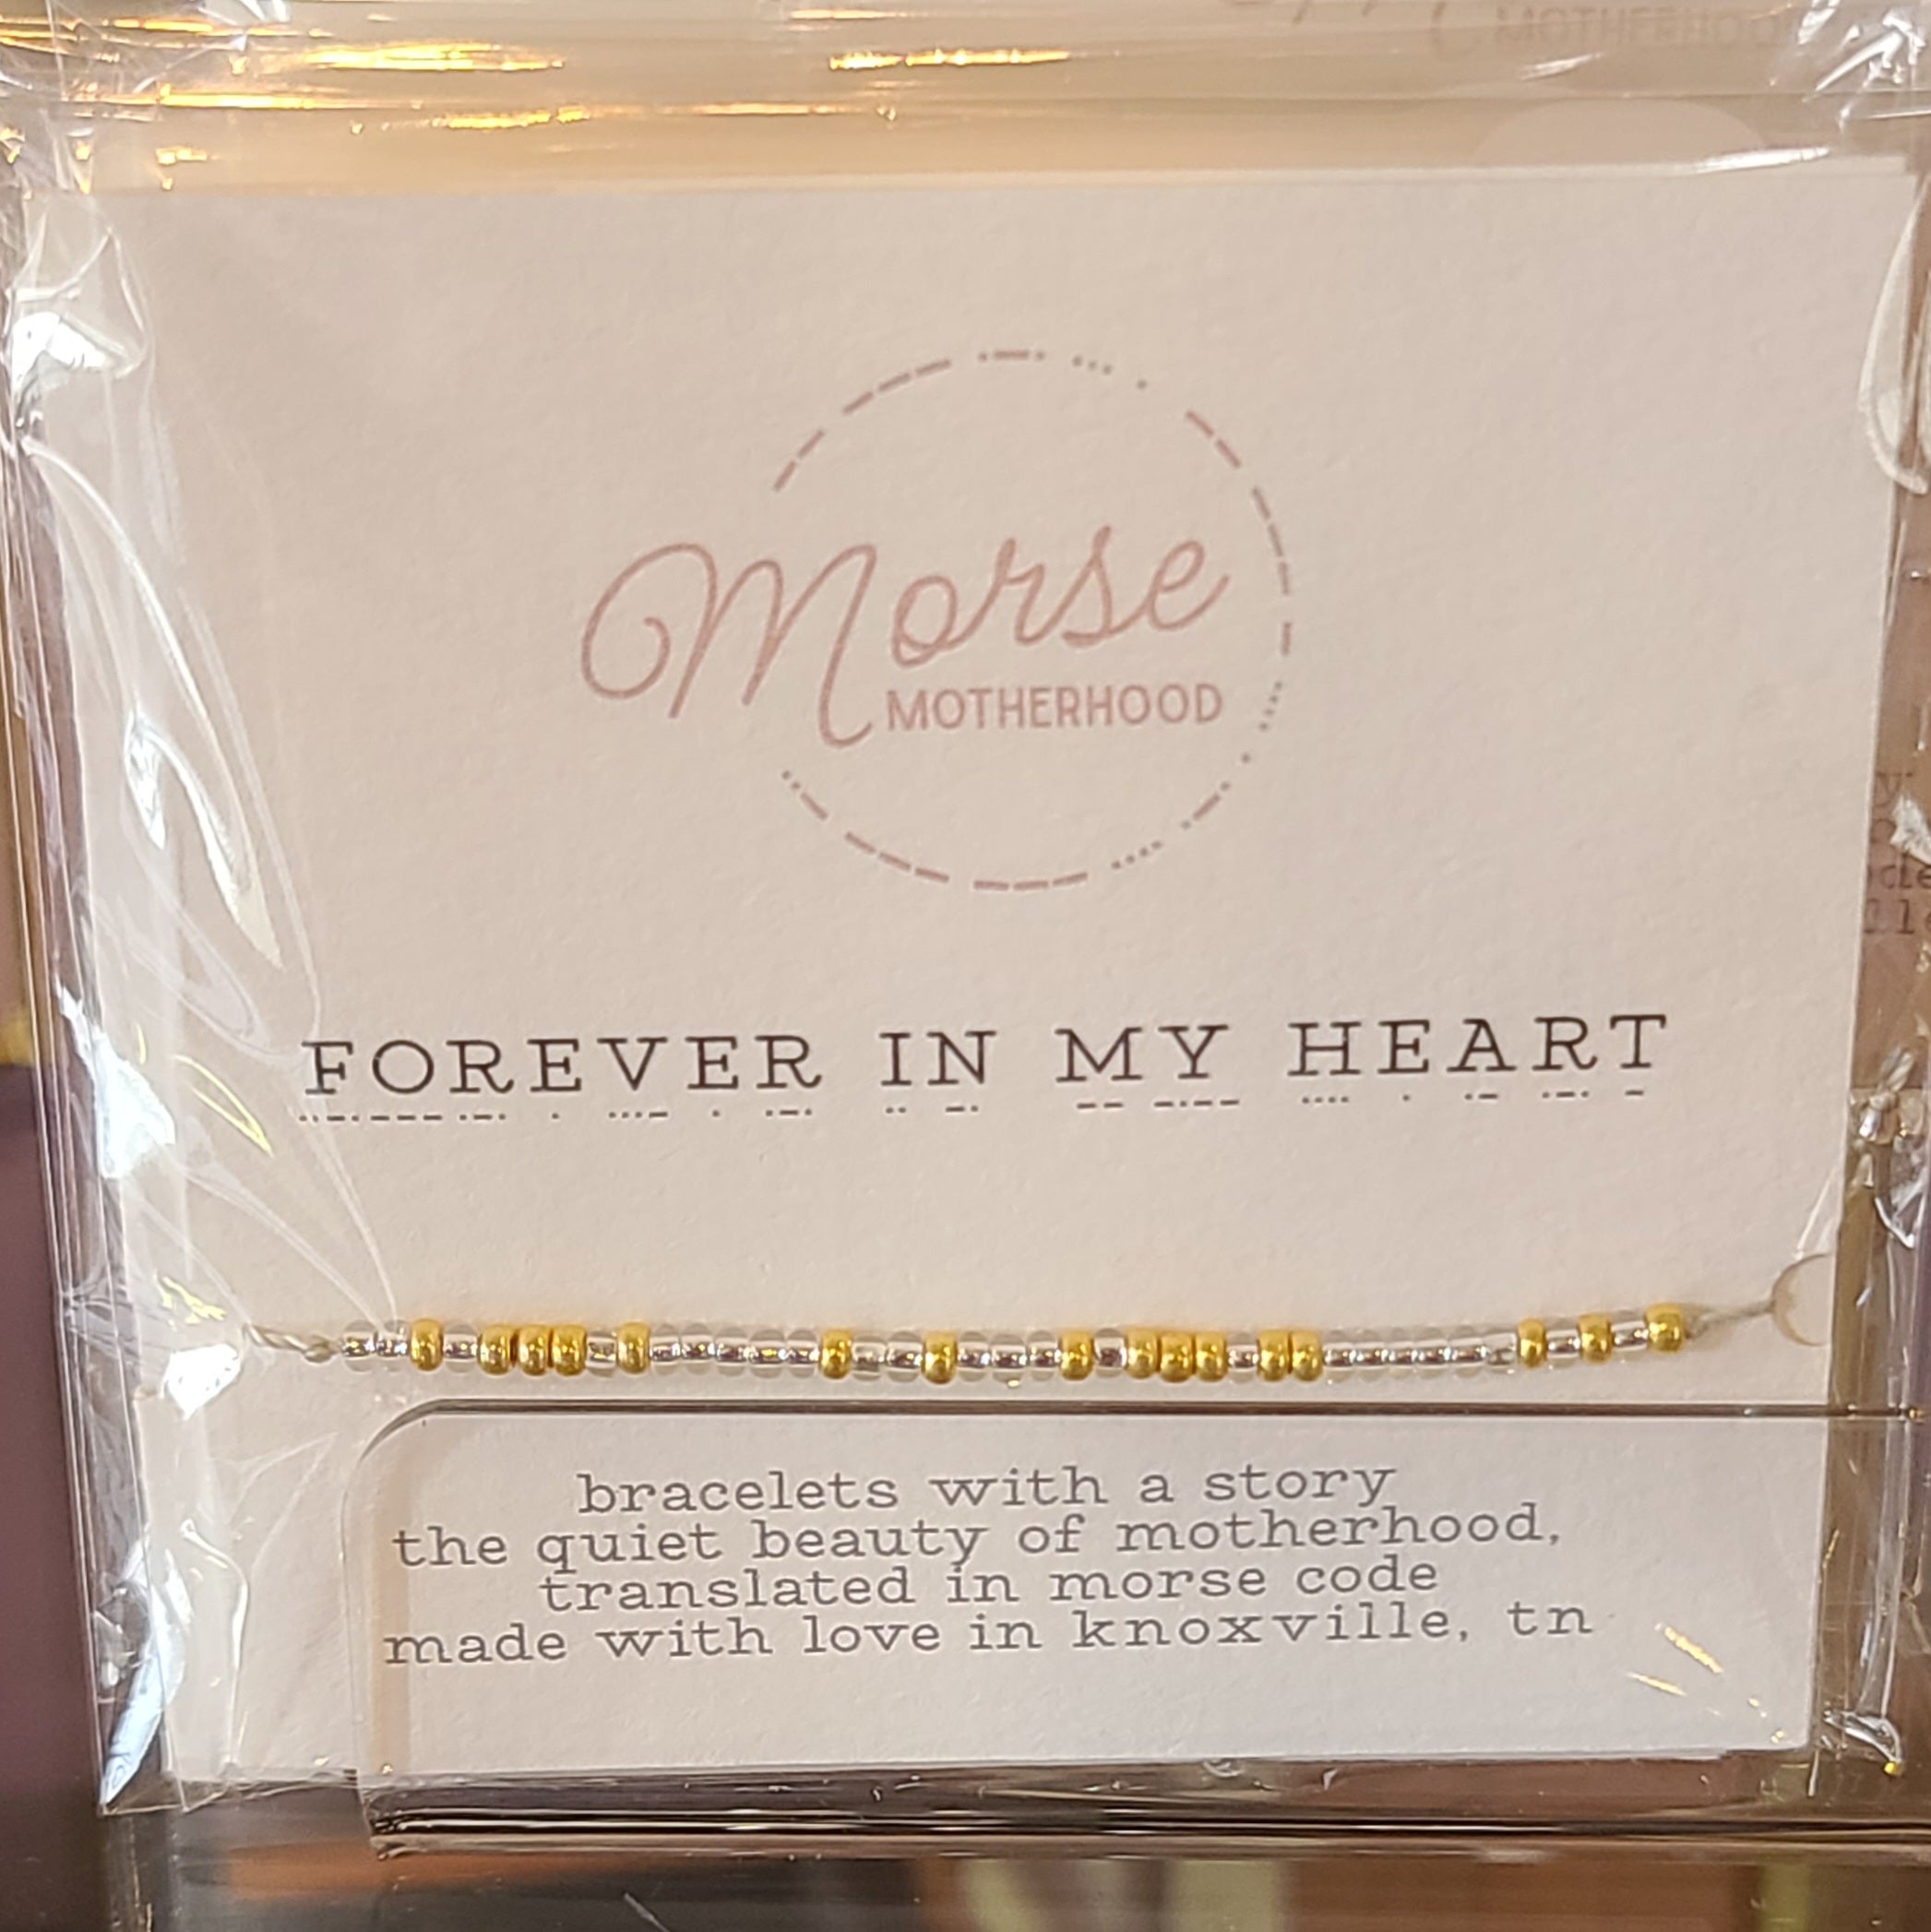 MOTHERHOOD
Morse
MOTHERHOOD
FOREVER IN MY HEART
bracelets with a story
the quiet beauty of motherhood,
translated in morse code
made with love in knoxville, tn